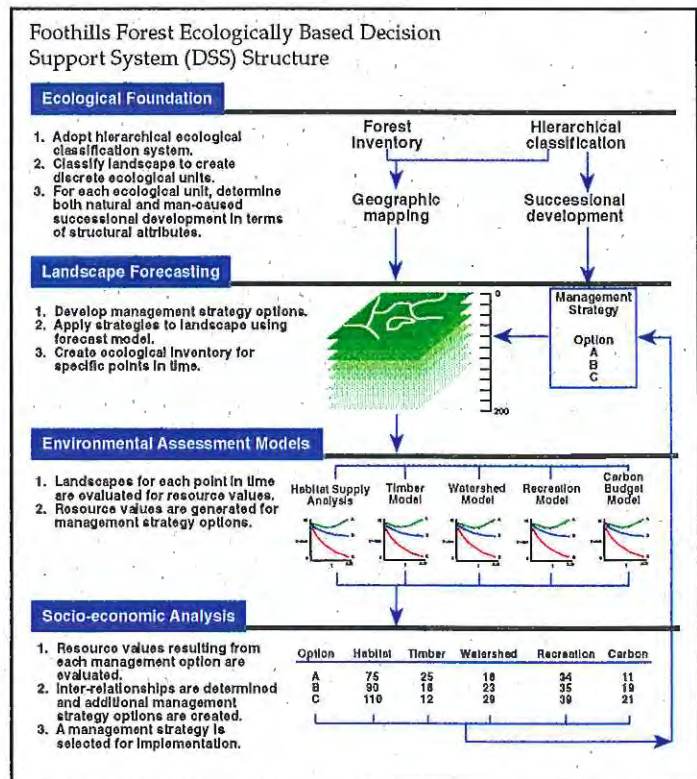 Foothills Forest Ecologically Based Decision
Support System (DSS) Structure
Ecological Foundation
1. Adopt hierarchical ecological
classification system.
2. Classify landscape to create
discrete ecological units.
3. For each ecological unit, determine
both natural and man-caused
successional development in terms
of structural attributes.
Forest
Inventory
Hierarchical
classification
Geographic
mapping
Successional
development
Landscape Forecasting
1. Develop management strategy options.
2. Apply strategies to landscape using
forecast model.
3. Create ecological inventory for
specific points in time.
0
200
Management
Strategy
Option
A
B
C
Environmental Assessment Models
1. Landscapes for each point in time
are evaluated for resource values.
2. Resource values are generated for
management strategy options.
Habitat Supply
Analysis
Timber
Model
Watershed
Model
Recreation
Model
Carbon
Budget
Model
Socio-economic Analysis
1. Resource values resulting from
each management option are
evaluated.
2. Inter-relationships are determined
and additional management
strategy options are created.
3. A management strategy is
selected for implementation.
Option Habitat Timber Watershed Recreation Carbon
A 75 25 18 34 11
B 90 18 23 35 19
C 110 12 29 39 21